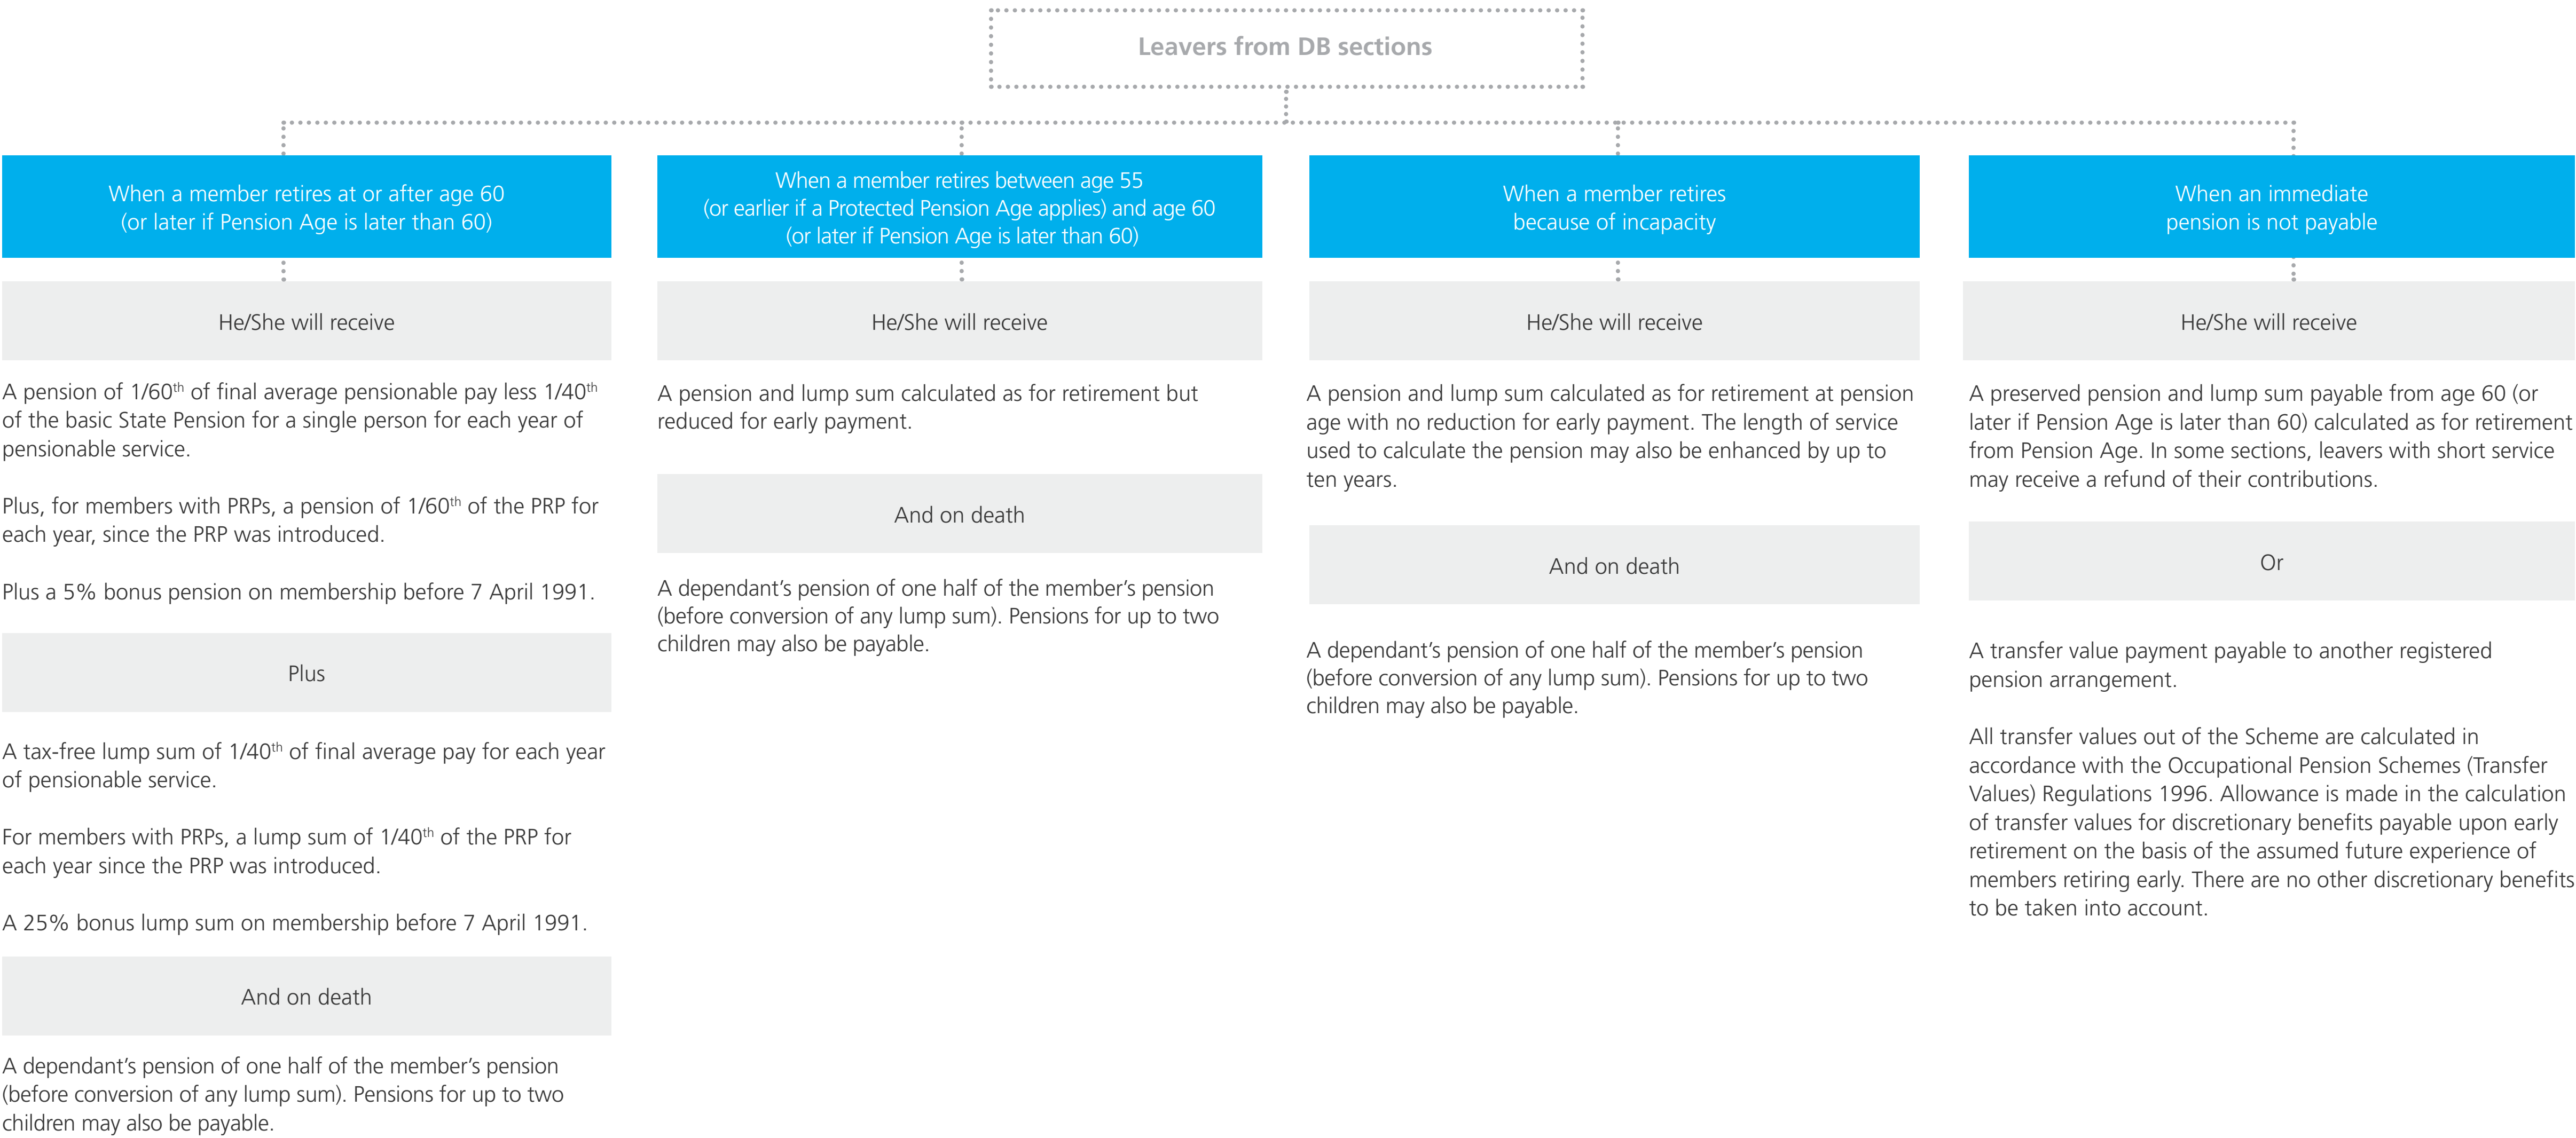 Leavers from DB sections
When a member retires at or after age 60
(or later if Pension Age is later than 60)
He/She will receive
A pension of 1/60th of final average pensionable pay less 1/40th
of the basic State Pension for a single person for each year of
pensionable service.
Plus, for members with PRPs, a pension of 1/60th of the PRP for
each year, since the PRP was introduced.
Plus a 5% bonus pension on membership before 7 April 1991.
Plus
A tax-free lump sum of 1/40th of final average pay for each year
of pensionable service.
For members with PRPs, a lump sum of 1/40th of the PRP for
each year since the PRP was introduced.
A 25% bonus lump sum on membership before 7 April 1991.
And on death
A dependant’s pension of one half of the member’s pension
(before conversion of any lump sum). Pensions for up to two
children may also be payable.
When a member retires between age 55
(or earlier if a Protected Pension Age applies) and age 60
(or later if Pension Age is later than 60)
He/She will receive
A pension and lump sum calculated as for retirement but
reduced for early payment.
And on death
A dependant’s pension of one half of the member’s pension
(before conversion of any lump sum). Pensions for up to two
children may also be payable.
When a member retires
because of incapacity
He/She will receive
A pension and lump sum calculated as for retirement at pension
age with no reduction for early payment. The length of service
used to calculate the pension may also be enhanced by up to
ten years.
And on death
A dependant’s pension of one half of the member’s pension
(before conversion of any lump sum). Pensions for up to two
children may also be payable.
When an immediate
pension is not payable
He/She will receive
A preserved pension and lump sum payable from age 60 (or
later if Pension Age is later than 60) calculated as for retirement
from Pension Age. In some sections, leavers with short service
may receive a refund of their contributions.
Or
A transfer value payment payable to another registered
pension arrangement.
All transfer values out of the Scheme are calculated in
accordance with the Occupational Pension Schemes (Transfer
Values) Regulations 1996. Allowance is made in the calculation
of transfer values for discretionary benefits payable upon early
retirement on the basis of the assumed future experience of
members retiring early. There are no other discretionary benefits
to be taken into account.